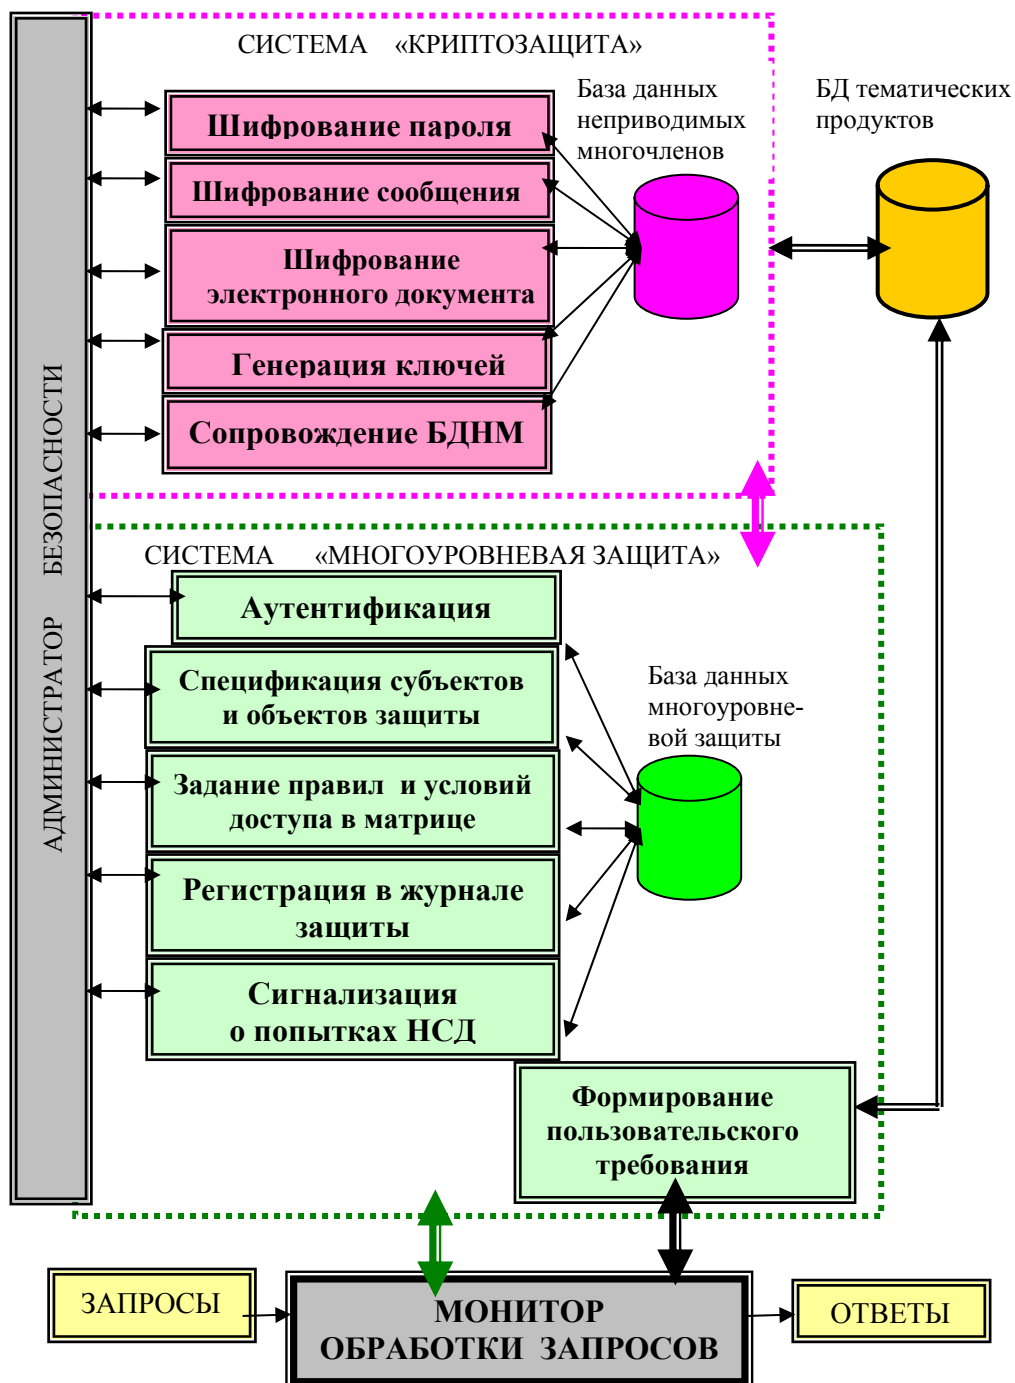 СИСТЕМА «КРИПТОЗАЩИТА»
База данных
неприводимых
многочленов
БД тематических
продуктов
Шифрование пароля
Шифрование сообщения
Шифрование
электронного документа
Генерация ключей
Сопровождение БДНМ
АДМИНИСТРАТОР БЕЗОПАСНОСТИ
СИСТЕМА «МНОГОУРОВНЕВАЯ ЗАЩИТА»
Аутентификация
Спецификация субъектов
и объектов защиты
База данных
многоуровне-
вой защиты
Задание правил и условий
доступа в матрице
Регистрация в журнале
защиты
Сигнализация
о попытках НСД
Формирование
пользовательского
требования
ЗАПРОСЫ
МОНИТОР
ОБРАБОТКИ ЗАПРОСОВ
ОТВЕТЫ